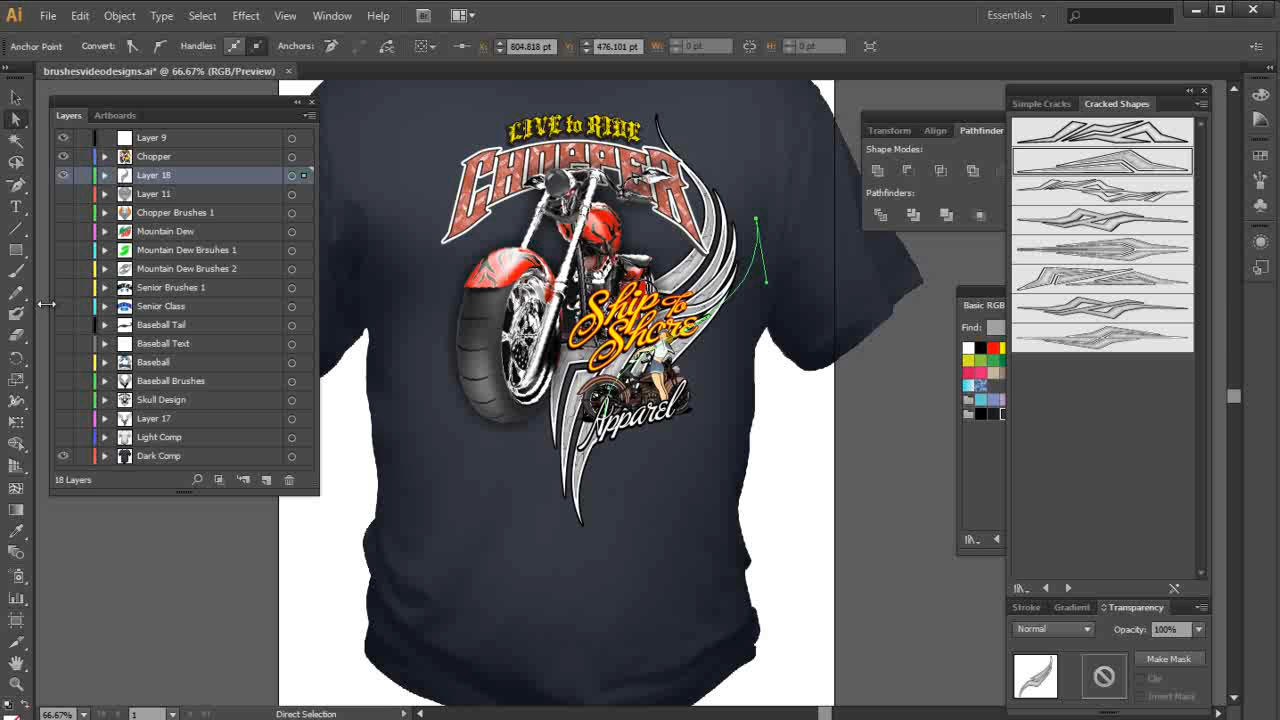 Ai File Edit Object Type Select Effect View Window Help Br Essentials
Anchor Point Convert: Handles: Anchors: X: 804.818 pt Y: 476.101 pt W: 0 pt H: 0 pt
brushesvideodesigns.ai* @ 66.67% (RGB/Preview) ×
Layers Artboards
Layer 9
Chopper
Layer 18
Layer 11
Chopper Brushes 1
Mountain Dew
Mountain Dew Brsuhes 1
Mountain Dew Brushes 2
Senior Brushes 1
Senior Class
Baseball Tail
Baseball Text
Baseball
Baseball Brushes
Skull Design
Layer 17
Light Comp
Dark Comp
18 Layers
LIVE to RIDE
CHOPPER
Ship To
Shore
Apparel
Transform Align Pathfinder
Shape Modes:
Pathfinders:
Basic RGB
Find:
Simple Cracks Cracked Shapes
Stroke Gradient Transparency
Normal Opacity: 100%
Make Mask
Clip
Invert Mask
66.67% 1 Direct Selection